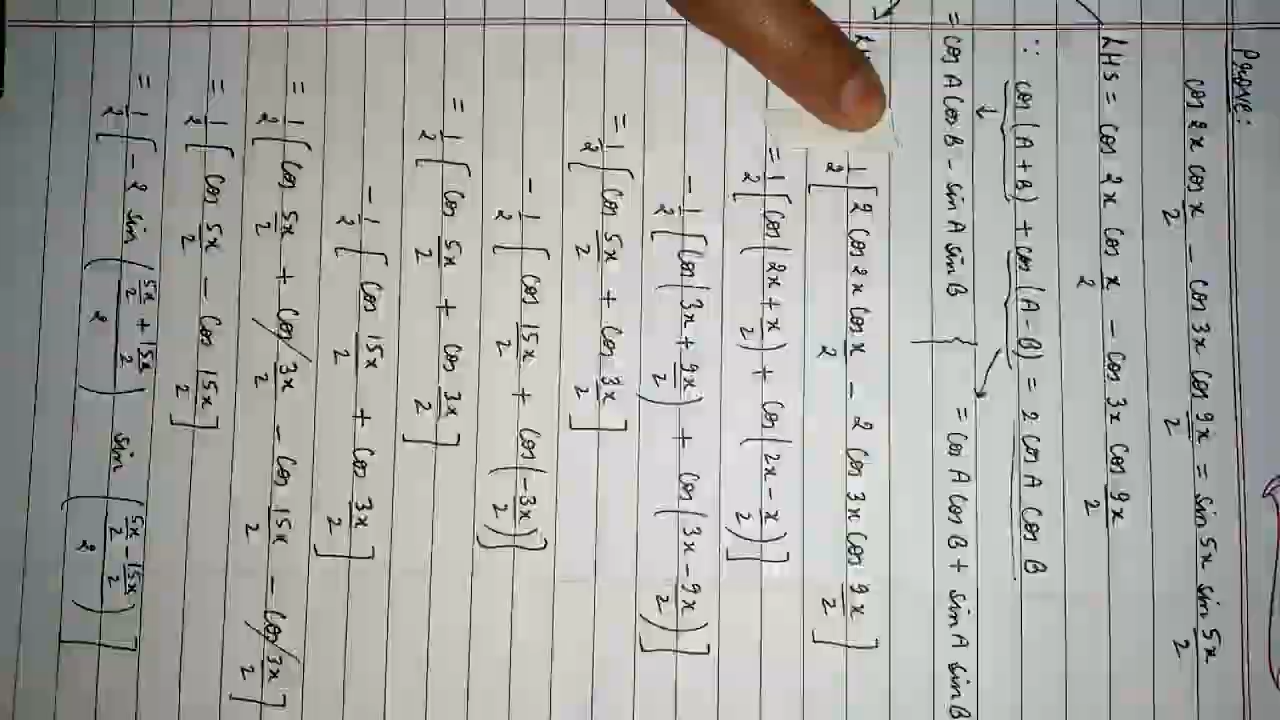 Prove:
cos 2x cos x/2 - cos 3x cos 9x/2 = sin 5x sin 5x/2
LHS = cos 2x cos x/2 - cos 3x cos 9x/2
∵ cos(A+B) + cos(A-B) = 2 cos A cos B
= cos A cos B - sin A sin B } = cos A cos B + sin A sin B
1/2 [2 cos 2x cos x/2 - 2 cos 3x cos 9x/2]
= 1/2 [cos(2x + x/2) + cos(2x - x/2)]
- 1/2 [cos(3x + 9x/2) + cos(3x - 9x/2)]
= 1/2 [cos 5x/2 + cos 3x/2]
- 1/2 [cos 15x/2 + cos(-3x/2)]
= 1/2 [cos 5x/2 + cos 3x/2]
- 1/2 [cos 15x/2 + cos 3x/2]
= 1/2 [cos 5x/2 + cos 3x/2 - cos 15x/2 - cos 3x/2]
= 1/2 [cos 5x/2 - cos 15x/2]
= 1/2 [-2 sin ((5x/2 + 15x/2)/2) sin ((5x/2 - 15x/2)/2)]